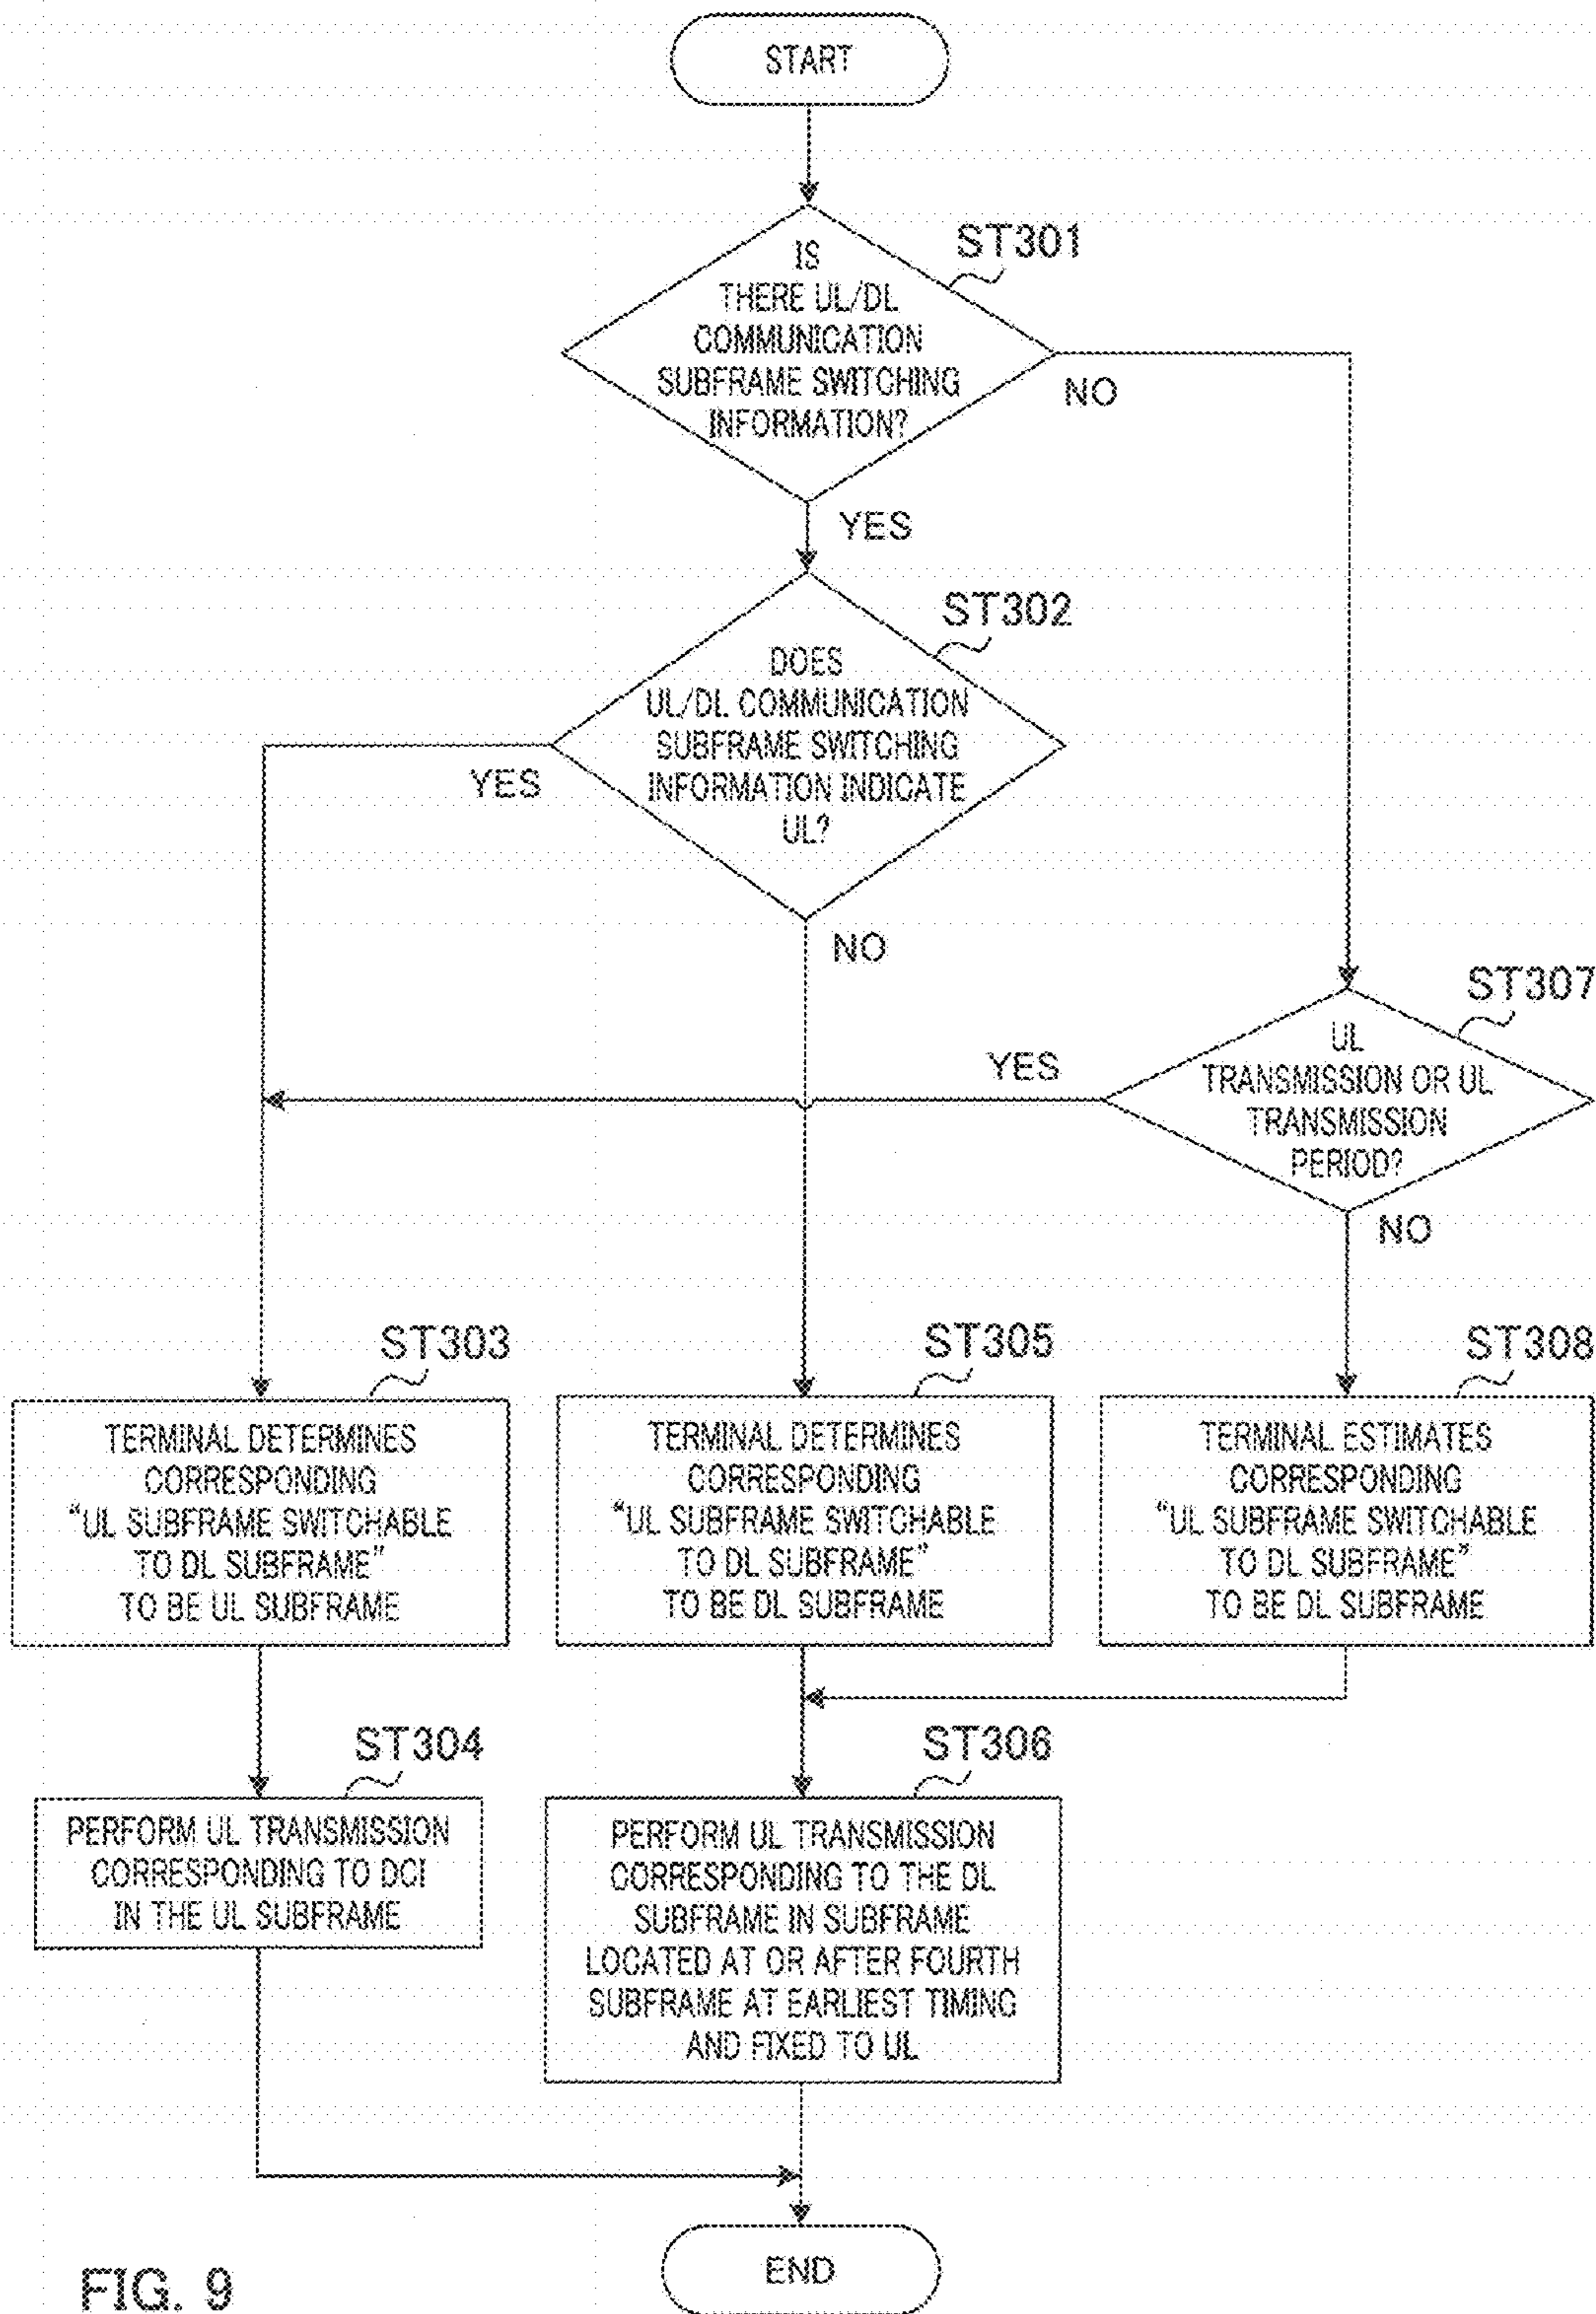 START
ST301
IS
THERE UL/DL
COMMUNICATION
SUBFRAME SWITCHING
INFORMATION?
NO
YES
ST302
DOES
UL/DL COMMUNICATION
SUBFRAME SWITCHING
INFORMATION INDICATE
UL?
YES
NO
ST307
UL
TRANSMISSION OR UL
TRANSMISSION
PERIOD?
YES
NO
ST303
TERMINAL DETERMINES
CORRESPONDING
“UL SUBFRAME SWITCHABLE
TO DL SUBFRAME”
TO BE UL SUBFRAME
ST305
TERMINAL DETERMINES
CORRESPONDING
“UL SUBFRAME SWITCHABLE
TO DL SUBFRAME”
TO BE DL SUBFRAME
ST308
TERMINAL ESTIMATES
CORRESPONDING
“UL SUBFRAME SWITCHABLE
TO DL SUBFRAME”
TO BE DL SUBFRAME
ST304
PERFORM UL TRANSMISSION
CORRESPONDING TO DCI
IN THE UL SUBFRAME
ST306
PERFORM UL TRANSMISSION
CORRESPONDING TO THE DL
SUBFRAME IN SUBFRAME
LOCATED AT OR AFTER FOURTH
SUBFRAME AT EARLIEST TIMING
AND FIXED TO UL
END
FIG. 9